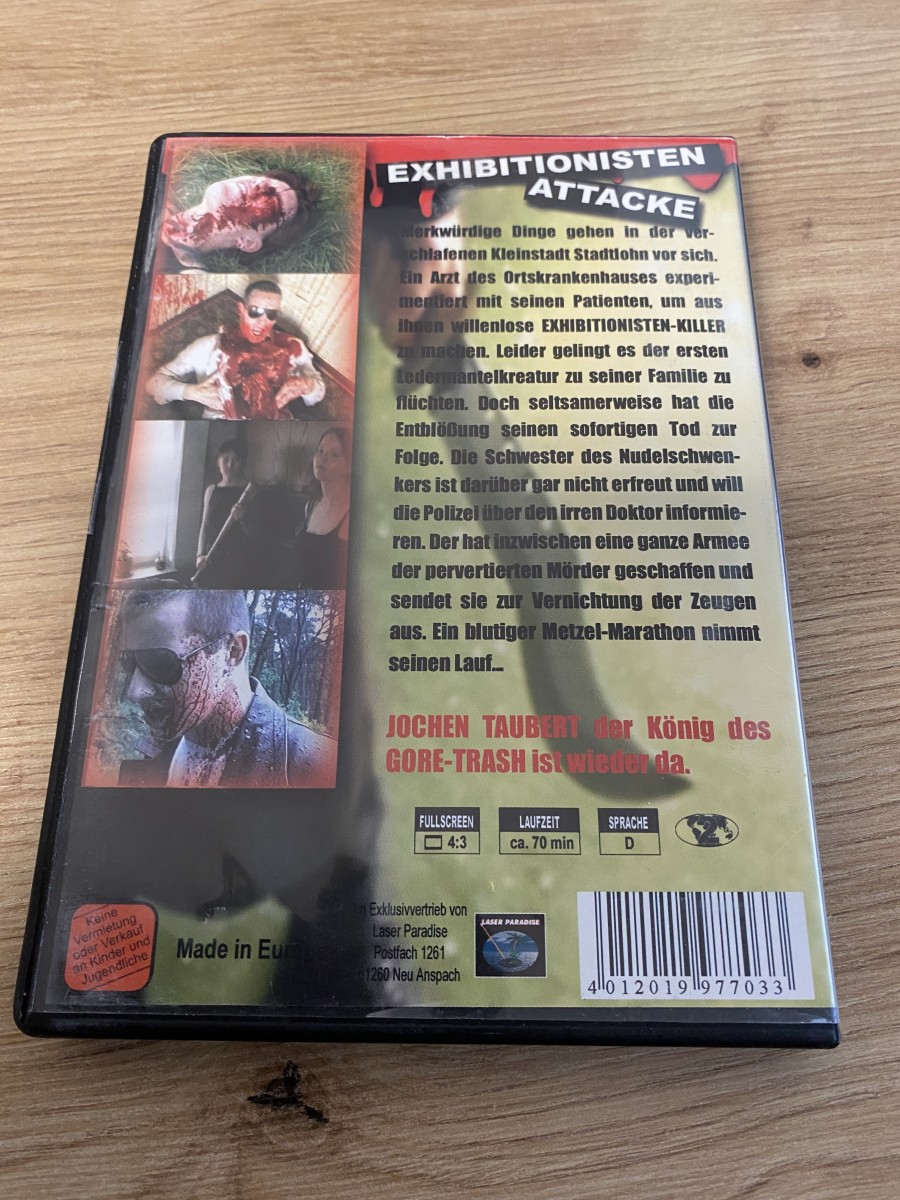 EXHIBITIONISTEN
ATTACKE
Merkwürdige Dinge gehen in der ver-
schlafenen Kleinstadt Stadtlohn vor sich.
Ein Arzt des Ortskrankenhauses experi-
mentiert mit seinen Patienten, um aus
ihnen willenlose EXHIBITIONISTEN-KILLER
zu machen. Leider gelingt es der ersten
Ledermantelkreatur zu seiner Familie zu
flüchten. Doch seltsamerweise hat die
Entblößung seinen sofortigen Tod zur
Folge. Die Schwester des Nudelschwen-
kers ist darüber gar nicht erfreut und will
die Polizei über den irren Doktor informie-
ren. Der hat inzwischen eine ganze Armee
der pervertierten Mörder geschaffen und
sendet sie zur Vernichtung der Zeugen
aus. Ein blutiger Metzel-Marathon nimmt
seinen Lauf...
JOCHEN TAUBERT der König des
GORE-TRASH ist wieder da.
FULLSCREEN
4:3
LAUFZEIT
ca. 70 min
SPRACHE
D
2
Keine
Vermietung
oder Verkauf
an Kinder und
Jugendliche
Made in
Exklusivvertrieb von
Laser Paradise
Postfach 1261
61260 Neu Anspach
LASER PARADISE
4 012019 977033